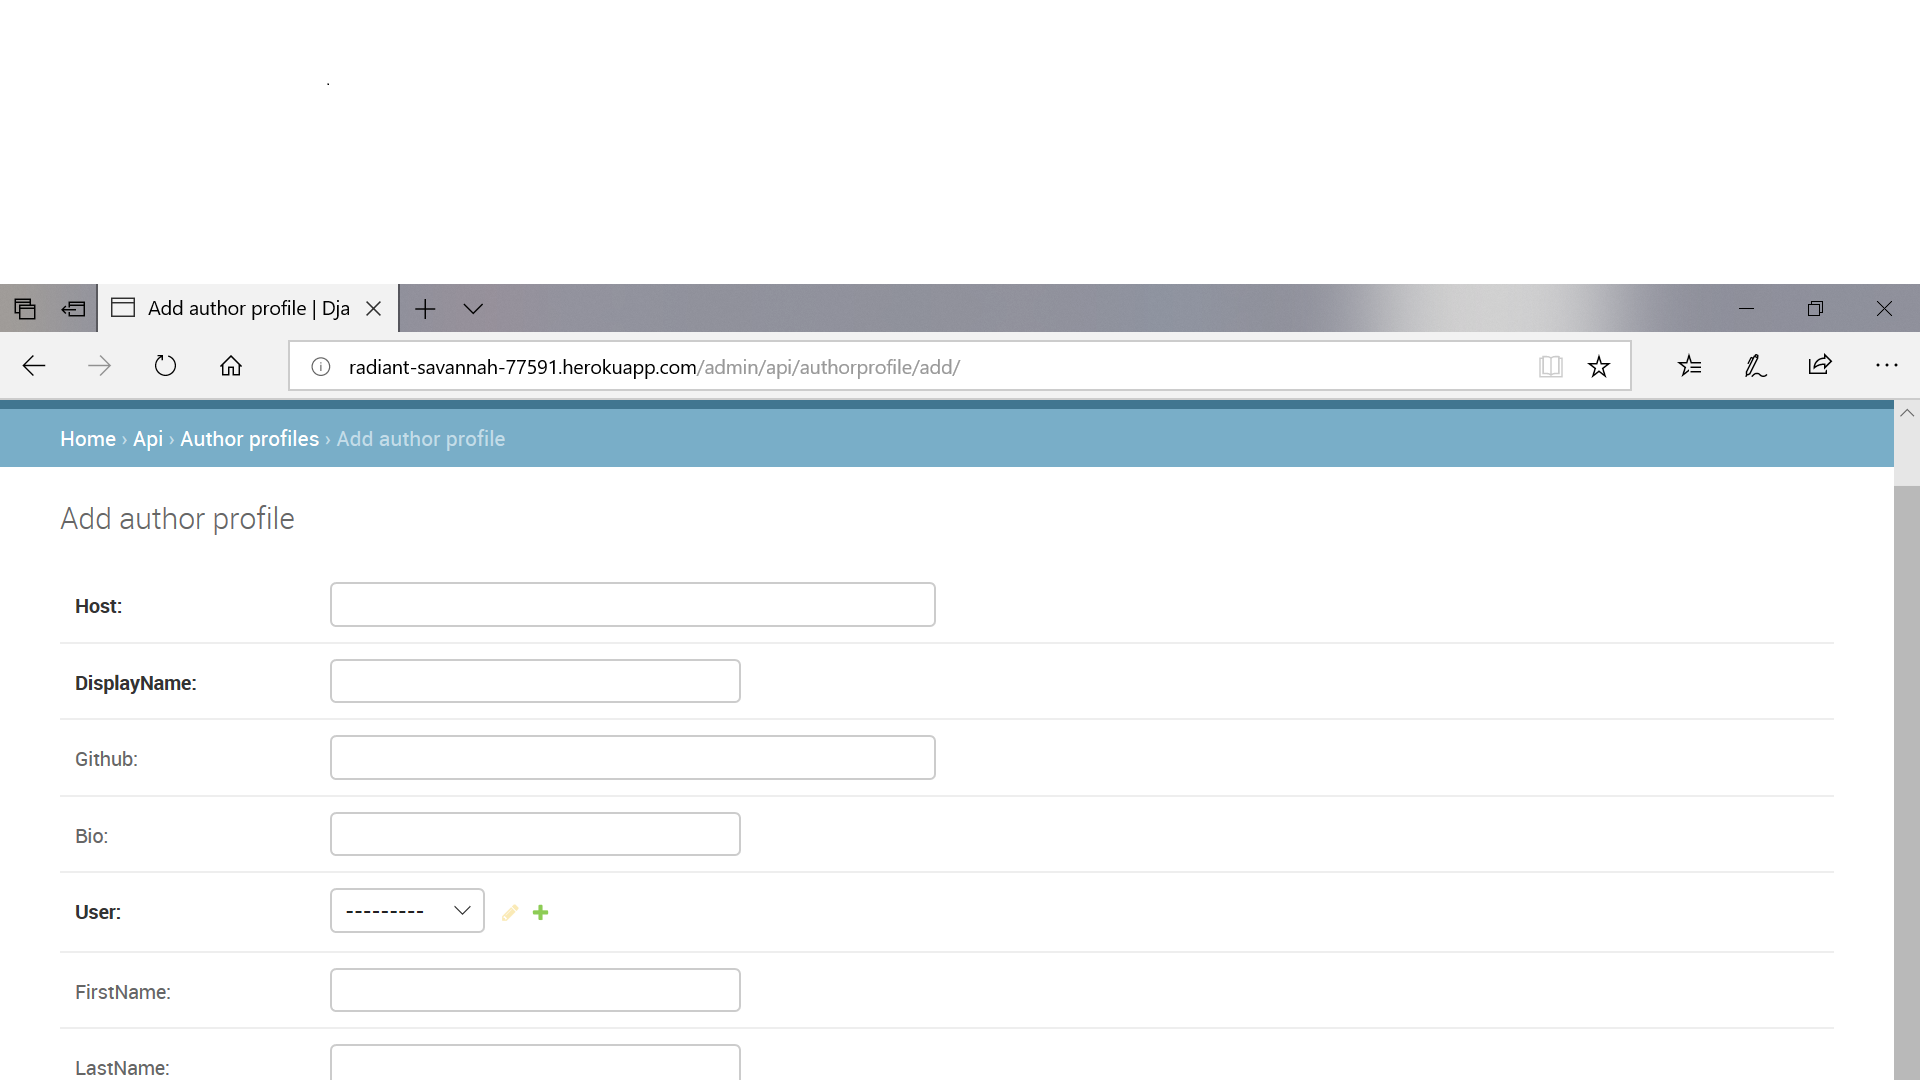 Add author profile | Dja
radiant-savannah-77591.herokuapp.com/admin/api/authorprofile/add/
Home › Api › Author profiles › Add author profile
Add author profile
Host:
DisplayName:
Github:
Bio:
User: ---------
FirstName:
LastName: